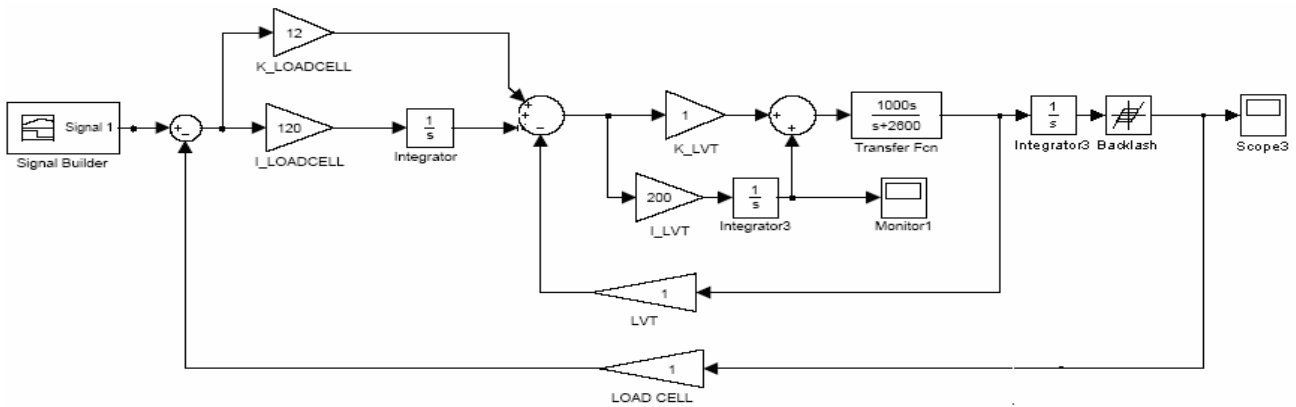 12
K_LOADCELL
Signal 1
Signal Builder
+
−
120
I_LOADCELL
1
s
Integrator
+
+
−
1
K_LVT
+
+
1000s
s+2600
Transfer Fcn
1
s
Integrator3
Backlash
Scope3
200
I_LVT
1
s
Integrator3
Monitor1
1
LVT
1
LOAD CELL